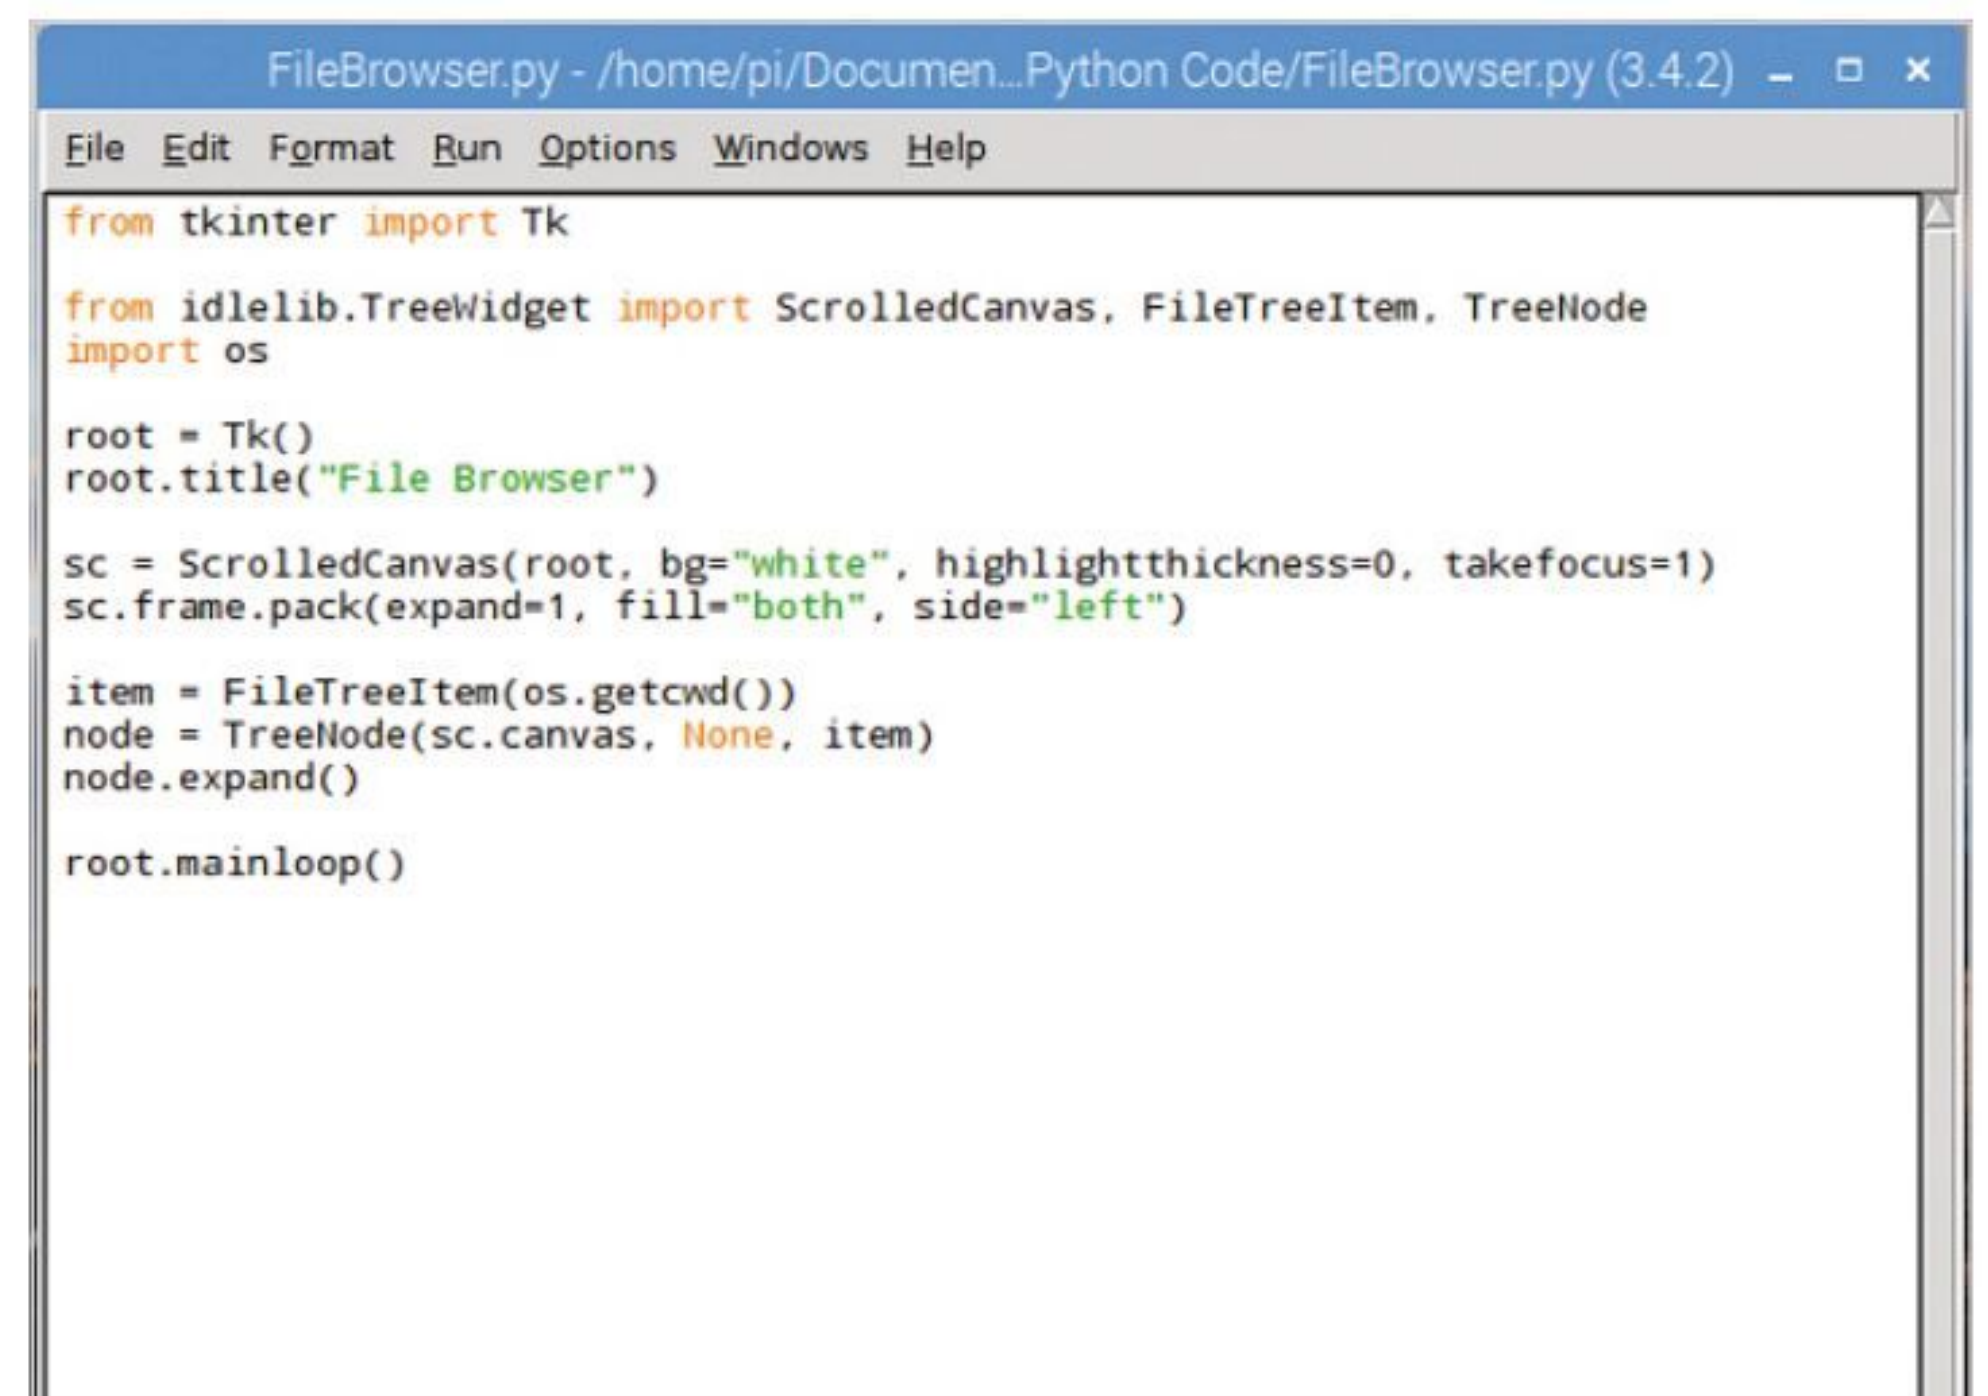 FileBrowser.py - /home/pi/Documen...Python Code/FileBrowser.py (3.4.2)
File Edit Format Run Options Windows Help
from tkinter import Tk
from idlelib.TreeWidget import ScrolledCanvas, FileTreeItem, TreeNode
import os
root = Tk()
root.title("File Browser")
sc = ScrolledCanvas(root, bg="white", highlightthickness=0, takefocus=1)
sc.frame.pack(expand=1, fill="both", side="left")
item = FileTreeItem(os.getcwd())
node = TreeNode(sc.canvas, None, item)
node.expand()
root.mainloop()